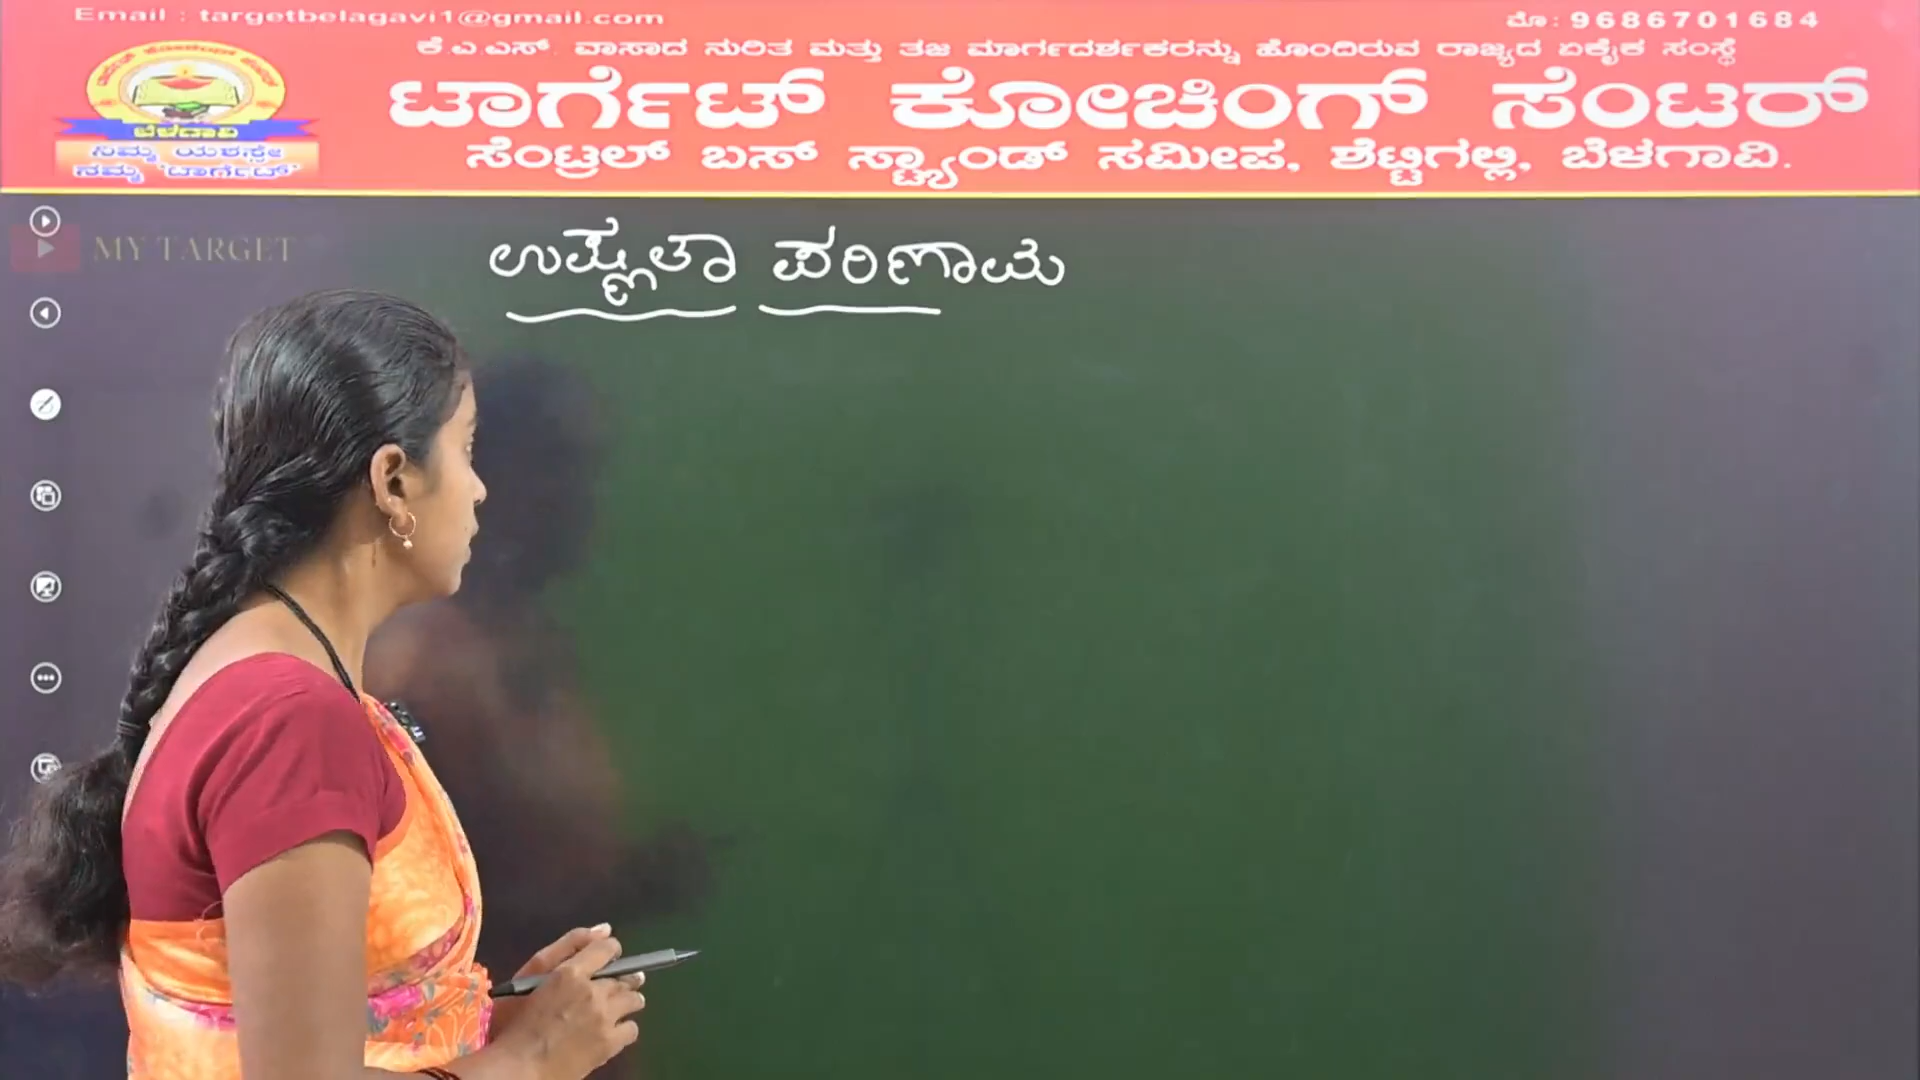 Email : targetbelagavi1@gmail.com
ಮೊ : 9686701684
ಕೆ.ಎ.ಎಸ್. ಪಾಸಾದ ನುರಿತ ಮತ್ತು ತಜ್ಞ ಮಾರ್ಗದರ್ಶಕರನ್ನು ಹೊಂದಿರುವ ರಾಜ್ಯದ ಏಕೈಕ ಸಂಸ್ಥೆ
ಟಾರ್ಗೆಟ್ ಕೋಚಿಂಗ್ ಸೆಂಟರ್
ಸೆಂಟ್ರಲ್ ಬಸ್ ಸ್ಟ್ಯಾಂಡ್ ಸಮೀಪ, ಶೆಟ್ಟಿಗಲ್ಲಿ, ಬೆಳಗಾವಿ.
ಬೆಳಗಾವಿ
ನಿಮ್ಮ ಯಶಸ್ಸೇ
ನಮ್ಮ 'ಟಾರ್ಗೆಟ್'
MY TARGET
ಉಷ್ಣತಾ ಪರಿಣಾಮ